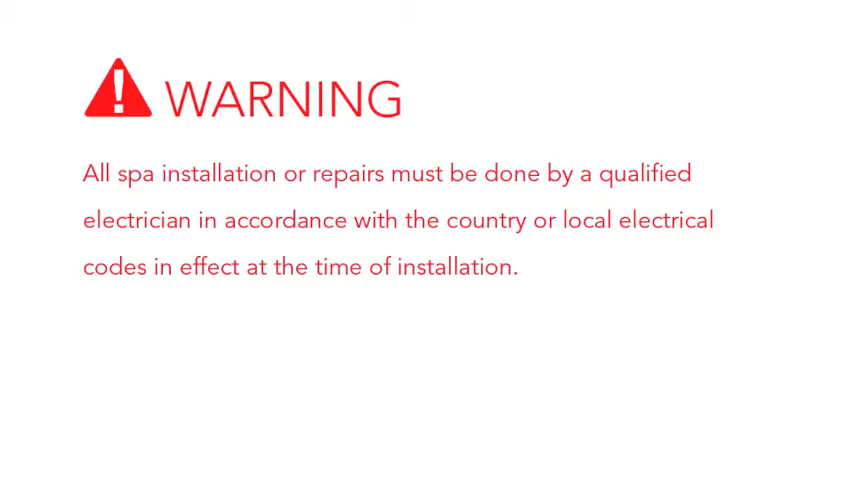 WARNING
All spa installation or repairs must be done by a qualified
electrician in accordance with the country or local electrical
codes in effect at the time of installation.